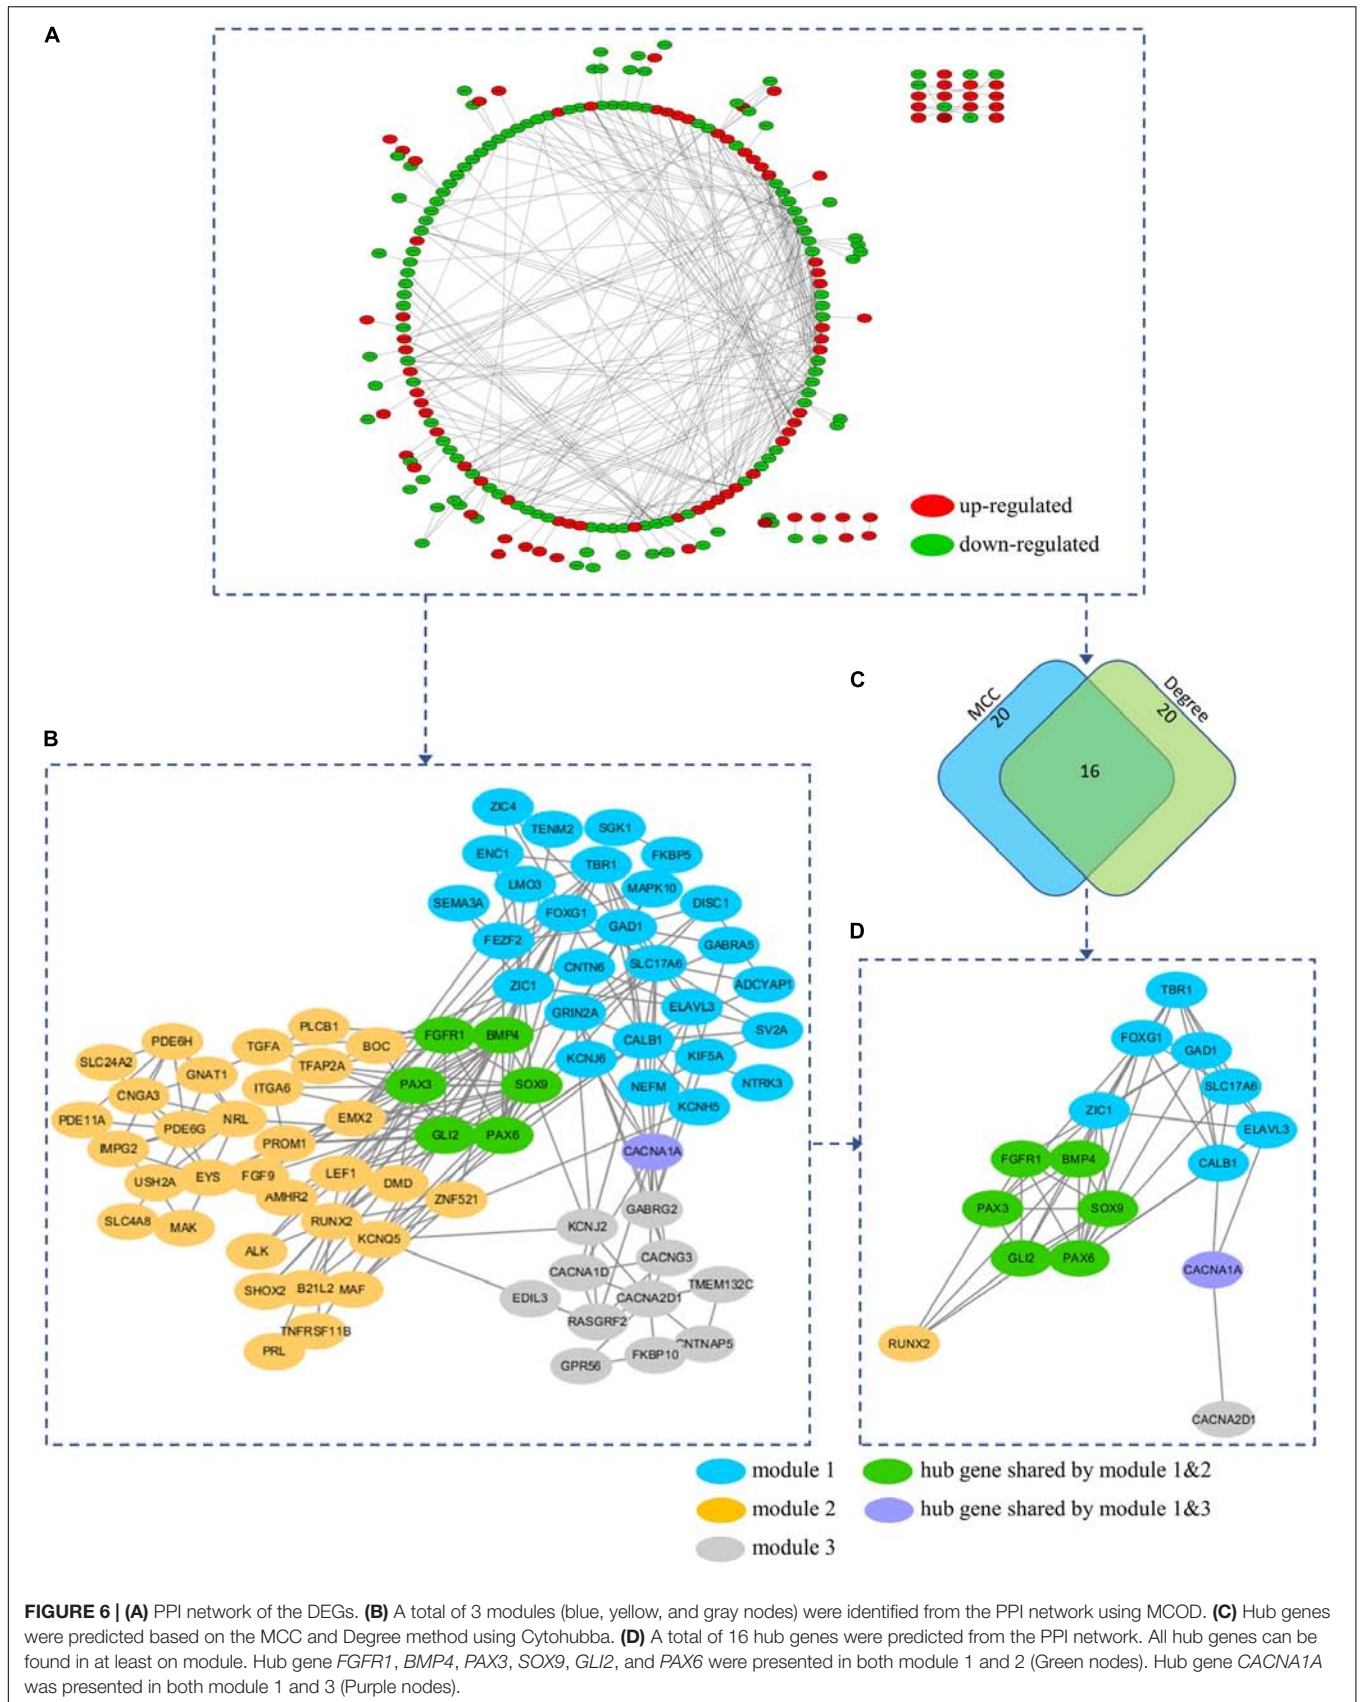 A
up-regulated
down-regulated
B
ZIC4
TENM2
SGK1
ENC1
TBR1
FKBP5
LMO3
MAPK10
SEMA3A
FOXG1
DISC1
GAD1
FEZF2
GABRA5
CNTN6
SLC17A6
ZIC1
ADCYAP1
GRIN2A
ELAVL3
SV2A
CALB1
KCNJ6
KIF5A
NEFM
NTRK3
KCNH5
FGFR1
BMP4
PAX3
SOX9
GLI2
PAX6
CACNA1A
PLCB1
PDE6H
TGFA
BOC
SLC24A2
GNAT1
TFAP2A
ITGA6
CNGA3
PDE11A
NRL
EMX2
PDE6G
IMPG2
PROM1
USH2A
EYS
FGF9
LEF1
DMD
AMHR2
ZNF521
SLC4A8
MAK
RUNX2
KCNQ5
ALK
SHOX2
B21L2
MAF
TNFRSF11B
PRL
GABRG2
KCNJ2
CACNG3
CACNA1D
TMEM132C
EDIL3
CACNA2D1
RASGRF2
CNTNAP5
FKBP10
GPR56
C
MCC
20
Degree
20
16
D
TBR1
FOXG1
GAD1
SLC17A6
ZIC1
ELAVL3
CALB1
FGFR1
BMP4
PAX3
SOX9
GLI2
PAX6
CACNA1A
RUNX2
CACNA2D1
module 1
hub gene shared by module 1&2
module 2
hub gene shared by module 1&3
module 3
FIGURE 6 | (A) PPI network of the DEGs. (B) A total of 3 modules (blue, yellow, and gray nodes) were identified from the PPI network using MCOD. (C) Hub genes
were predicted based on the MCC and Degree method using Cytohubba. (D) A total of 16 hub genes were predicted from the PPI network. All hub genes can be
found in at least on module. Hub gene FGFR1, BMP4, PAX3, SOX9, GLI2, and PAX6 were presented in both module 1 and 2 (Green nodes). Hub gene CACNA1A
was presented in both module 1 and 3 (Purple nodes).